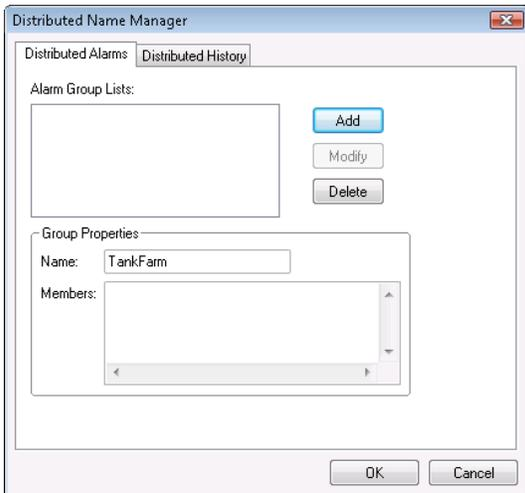 Distributed Name Manager
Distributed Alarms Distributed History
Alarm Group Lists:
Add
Modify
Delete
Group Properties
Name: TankFarm
Members:
OK Cancel